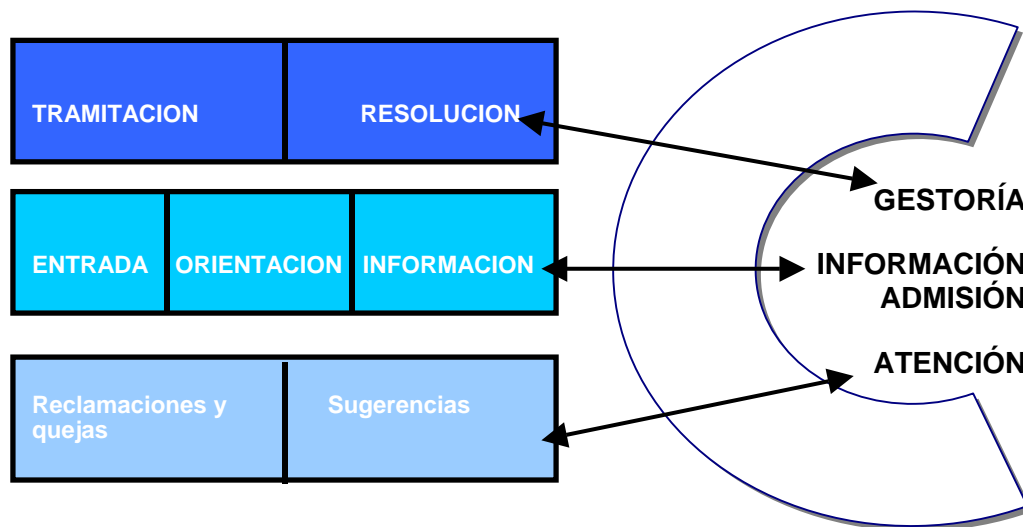 TRAMITACION
RESOLUCION
GESTORÍA
ENTRADA
ORIENTACION
INFORMACION
INFORMACIÓN
ADMISIÓN
ATENCIÓN
Reclamaciones y
quejas
Sugerencias